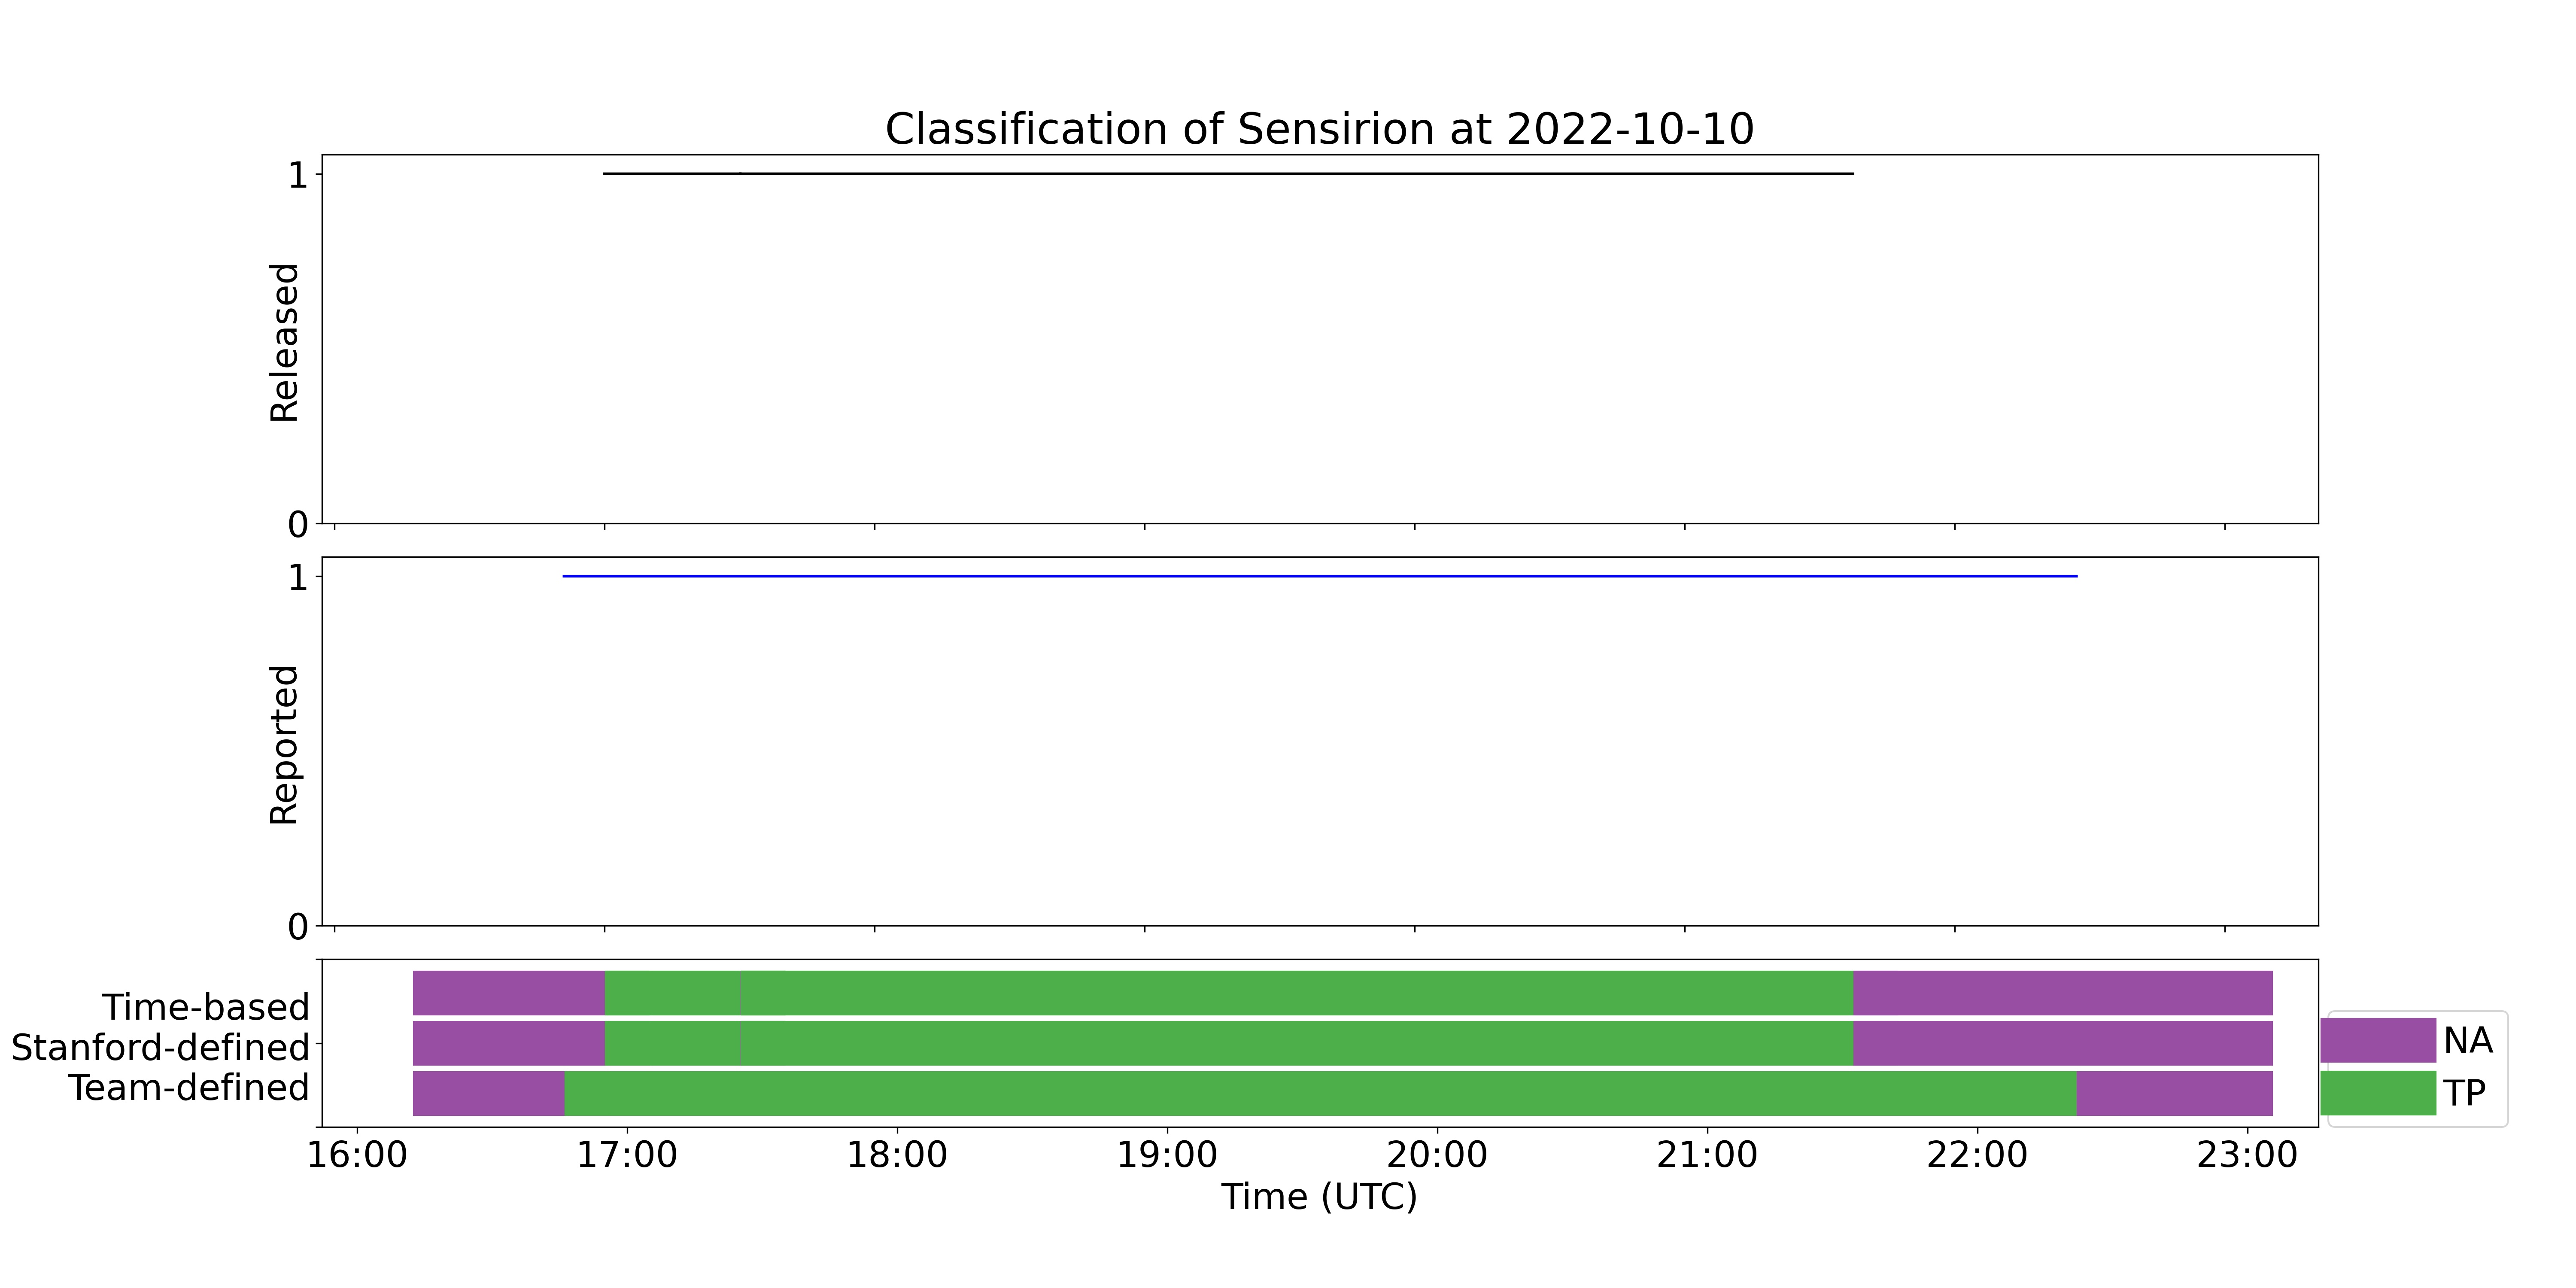 Classification of Sensirion at 2022-10-10
1
Released
0
1
Reported
0
Time-based
Stanford-defined
Team-defined
NA
TP
16:00 17:00 18:00 19:00 20:00 21:00 22:00 23:00
Time (UTC)